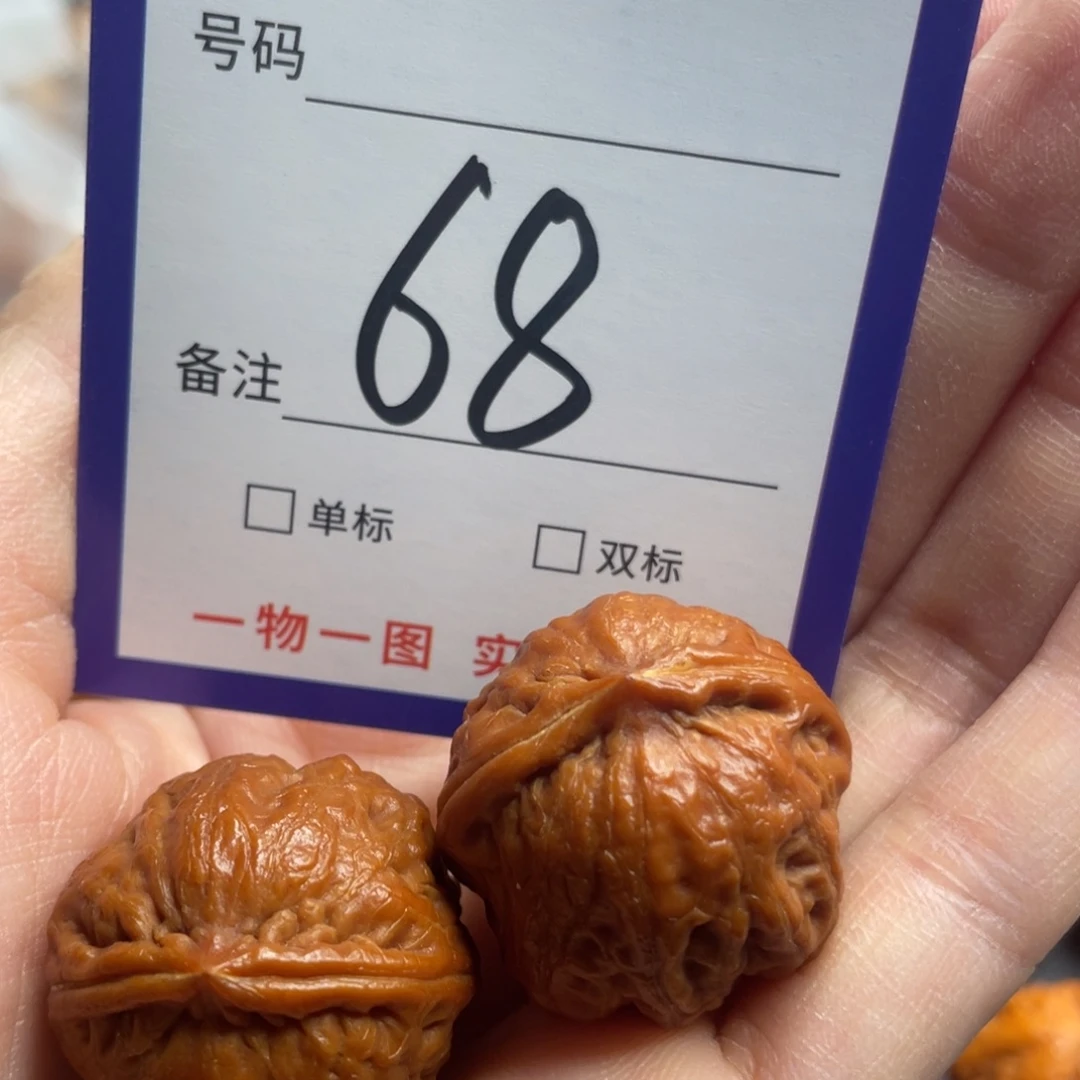 号码
68
备注
单标 双标
一物一图 实